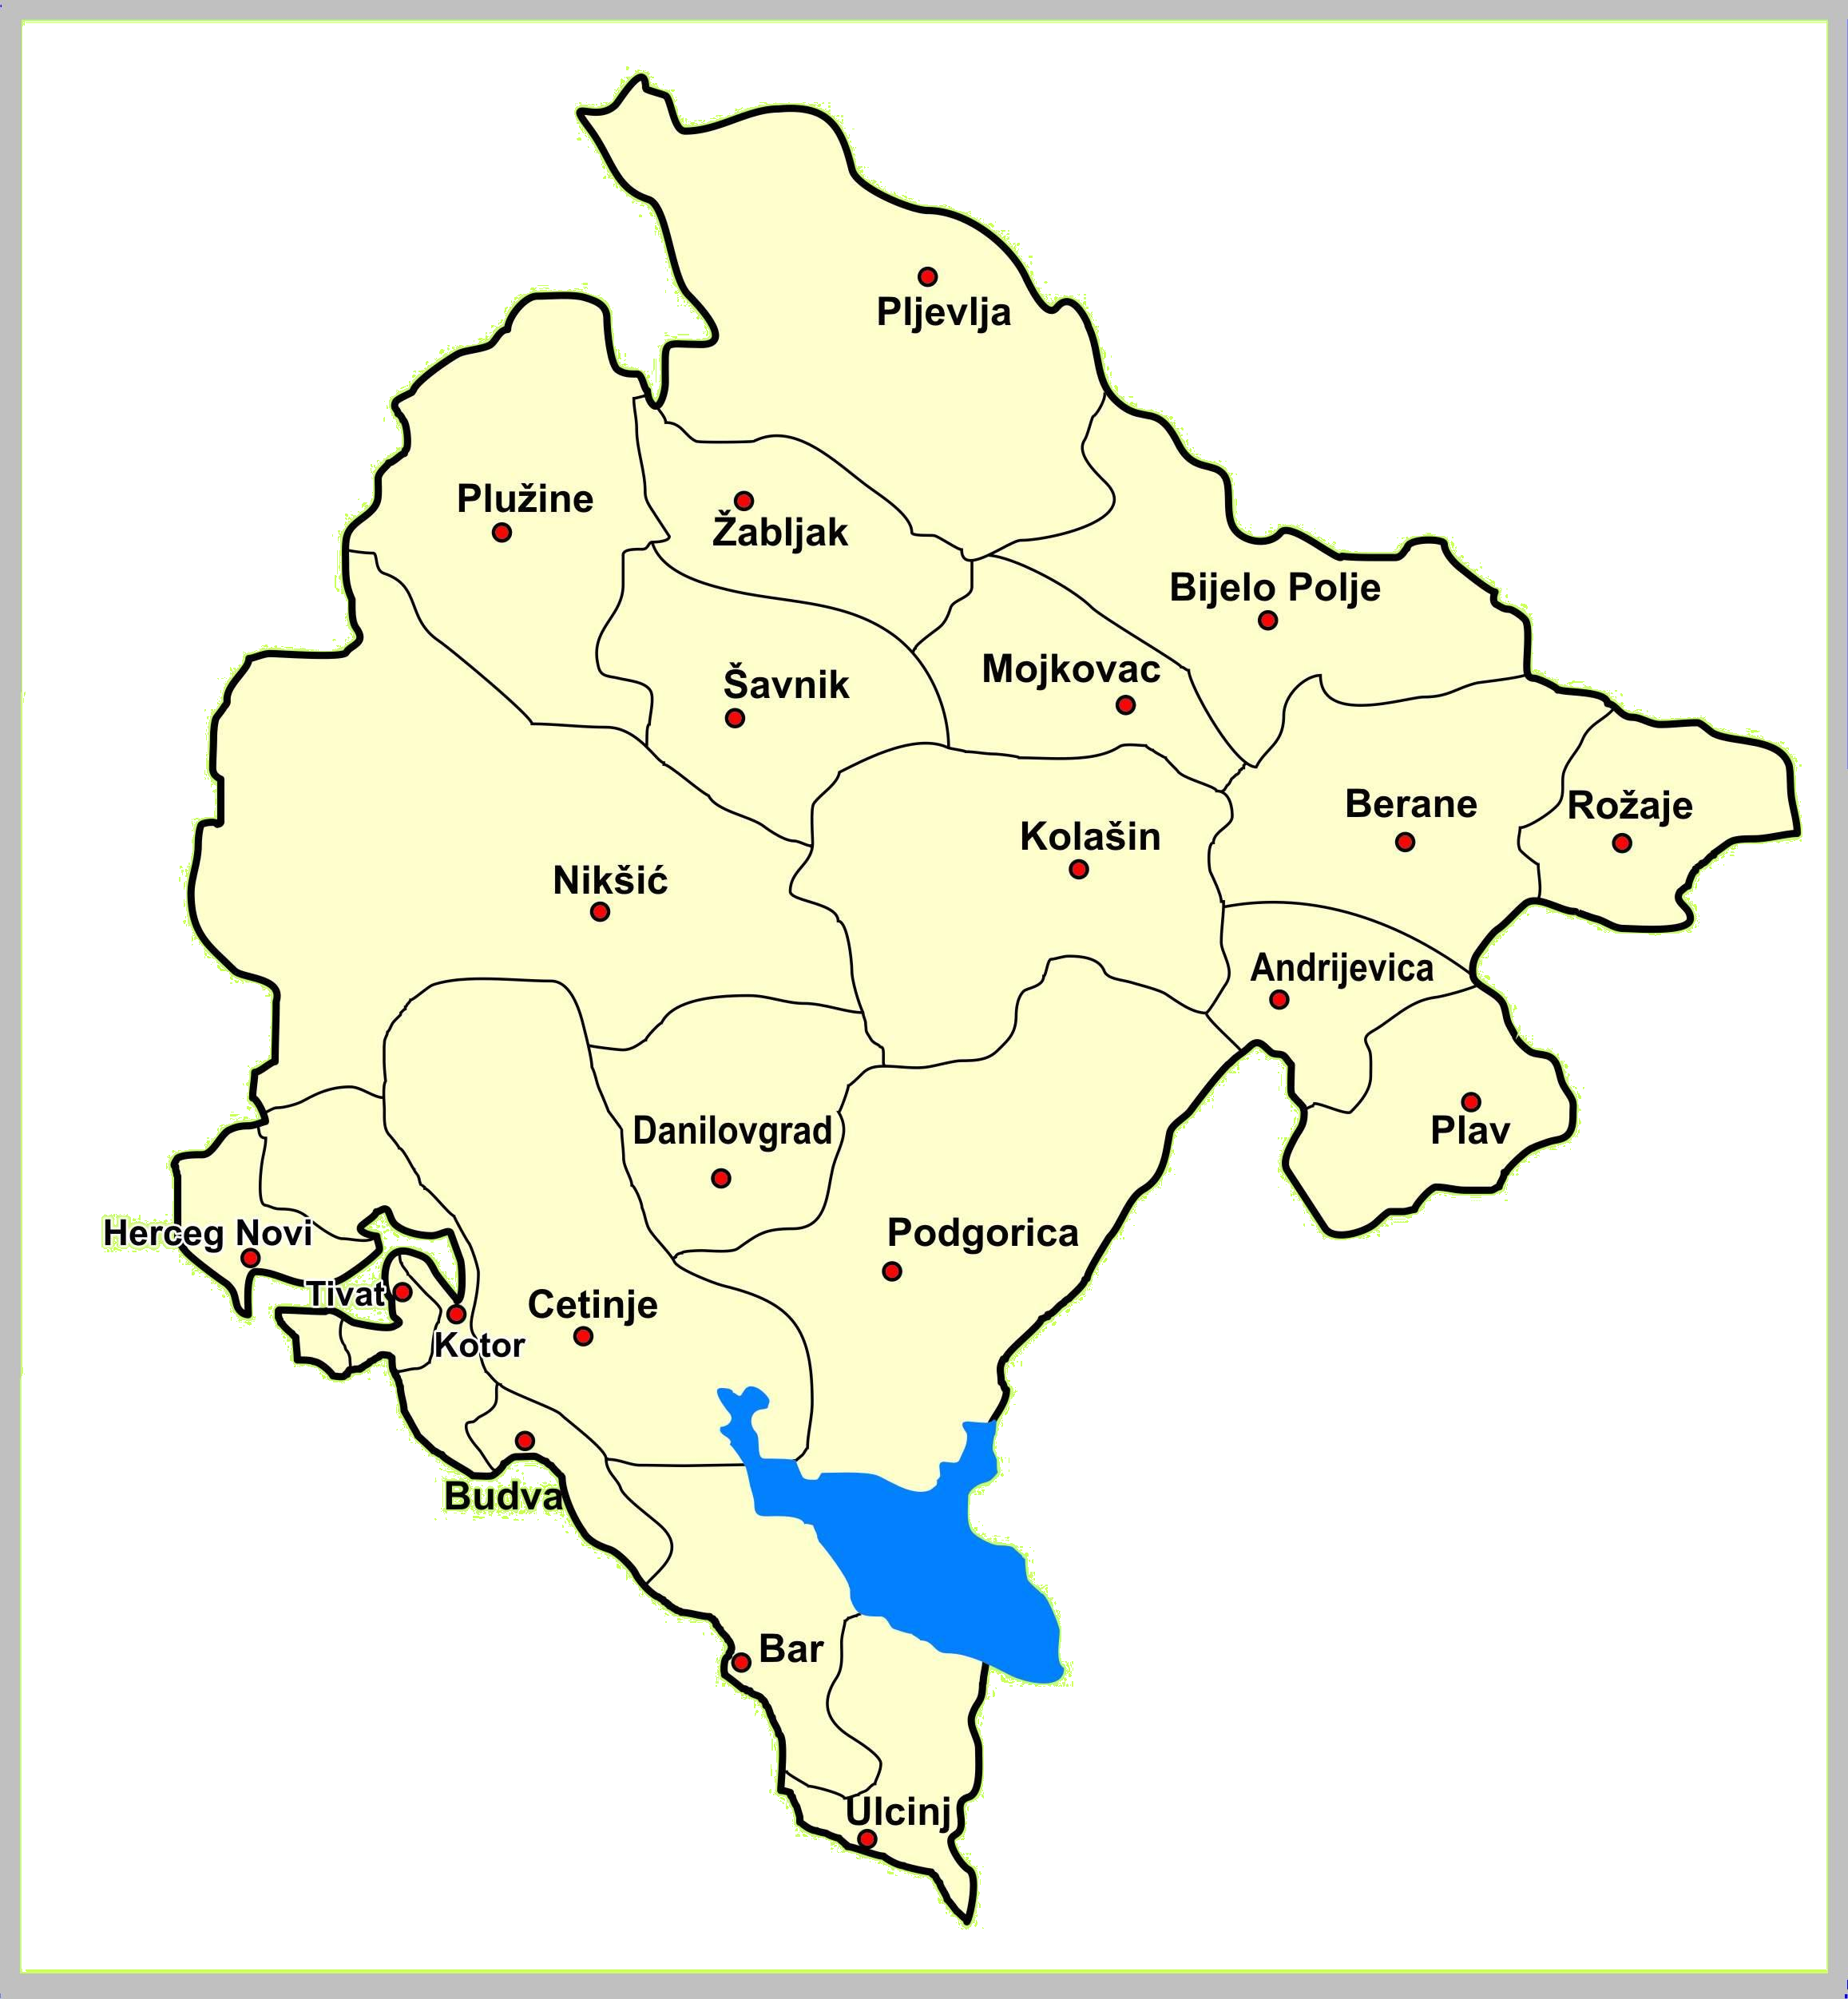 Pljevlja
Plužine
Žabljak
Bijelo Polje
Šavnik
Mojkovac
Berane
Rožaje
Kolašin
Nikšić
Andrijevica
Danilovgrad
Plav
Herceg Novi
Podgorica
Tivat
Cetinje
Kotor
Budva
Bar
Ulcinj